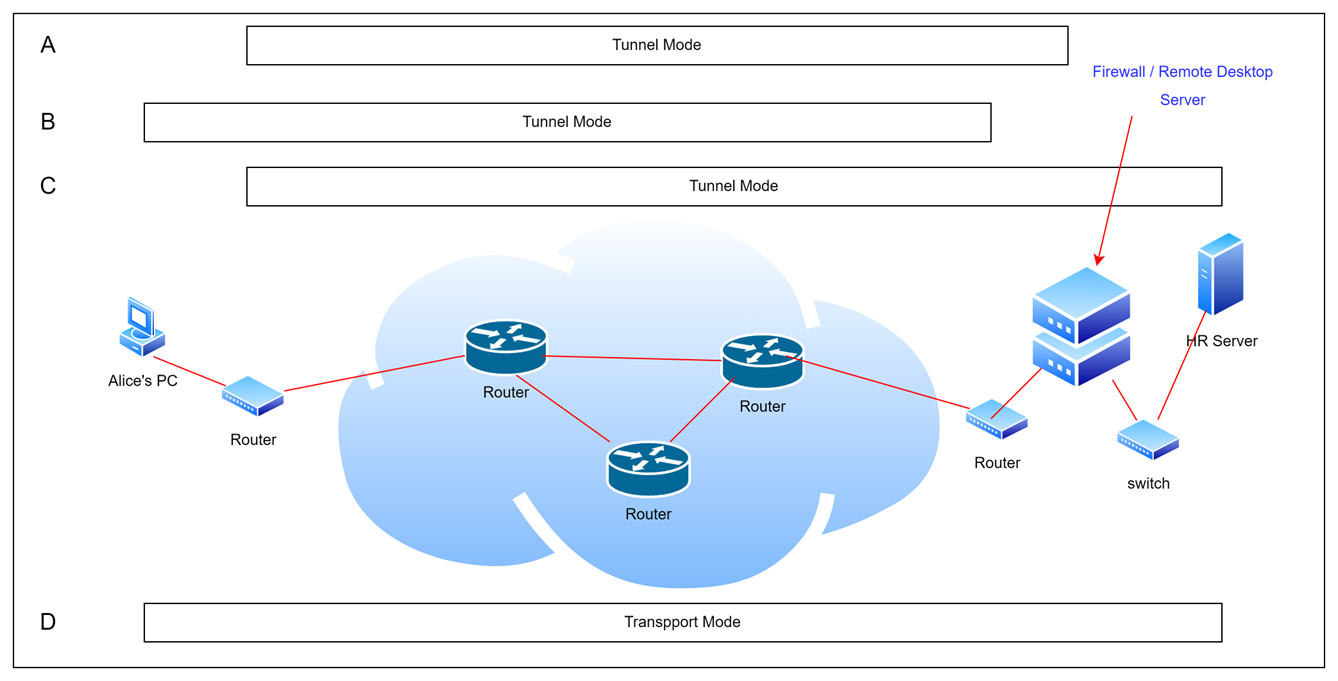 A
Tunnel Mode
Firewall / Remote Desktop
Server
B
Tunnel Mode
C
Tunnel Mode
HR Server
Alice's PC
Router
Router
Router
Router
Router
switch
D
Transpport Mode